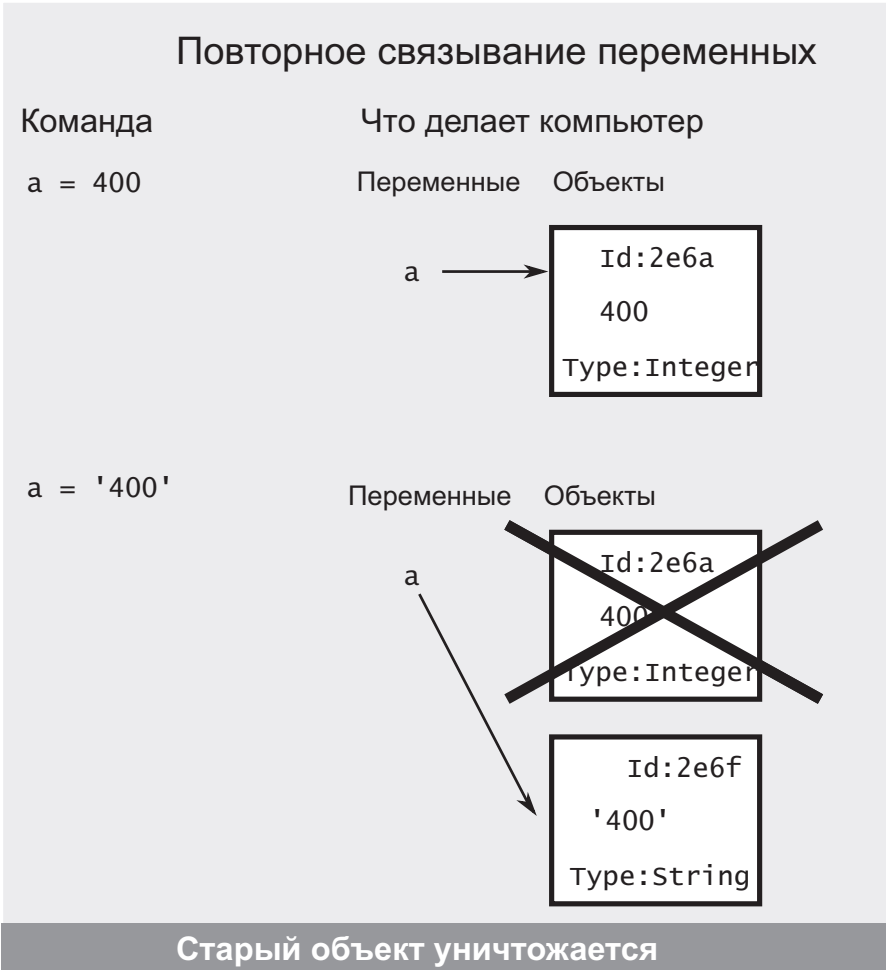 Повторное связывание переменных
Команда Что делает компьютер
a = 400 Переменные Объекты
Id:2e6a
a
400
Type:Integer
a = '400' Переменные Объекты
Id:2e6a
a
400
Type:Integer
Id:2e6f
'400'
Type:String
Старый объект уничтожается